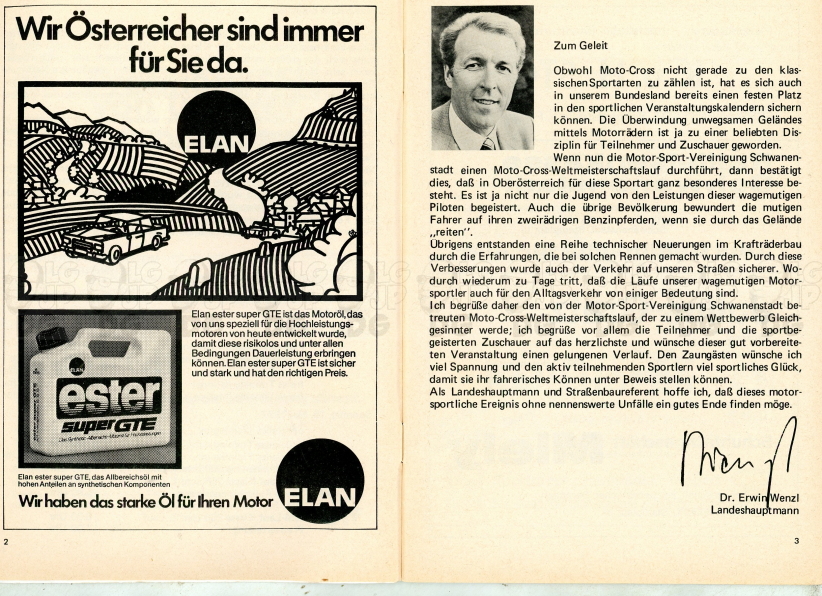 Wir Österreicher sind immer
für Sie da.
ELAN
Elan ester super GTE ist das Motoröl, das
von uns speziell für die Hochleistungs-
motoren von heute entwickelt wurde,
damit diese risikolos und unter allen
Bedingungen Dauerleistung erbringen
können. Elan ester super GTE ist sicher
und stark und hat den richtigen Preis.
ELAN
ester
super GTE
Elan ester super GTE, das Allbereichsöl mit
hohen Anteilen an synthetischen Komponenten
Wir haben das starke Öl für Ihren Motor
ELAN
2
Zum Geleit
Obwohl Moto-Cross nicht gerade zu den klas-
sischen Sportarten zu zählen ist, hat es sich auch
in unserem Bundesland bereits einen festen Platz
in den sportlichen Veranstaltungskalendern sichern
können. Die Überwindung unwegsamen Geländes
mittels Motorrädern ist ja zu einer beliebten Dis-
ziplin für Teilnehmer und Zuschauer geworden.
Wenn nun die Motor-Sport-Vereinigung Schwanen-
stadt einen Moto-Cross-Weltmeisterschaftslauf durchführt, dann bestätigt
dies, daß in Oberösterreich für diese Sportart ganz besonderes Interesse be-
steht. Es ist ja nicht nur die Jugend von den Leistungen dieser wagemutigen
Piloten begeistert. Auch die übrige Bevölkerung bewundert die mutigen
Fahrer auf ihren zweirädrigen Benzinpferden, wenn sie durch das Gelände
„reiten".
Übrigens entstanden eine Reihe technischer Neuerungen im Krafträderbau
durch die Erfahrungen, die bei solchen Rennen gemacht wurden. Durch diese
Verbesserungen wurde auch der Verkehr auf unseren Straßen sicherer. Wo-
durch wiederum zu Tage tritt, daß die Läufe unserer wagemutigen Motor-
sportler auch für den Alltagsverkehr von einiger Bedeutung sind.
Ich begrüße daher den von der Motor-Sport-Vereinigung Schwanenstadt be-
treuten Moto-Cross-Weltmeisterschaftslauf, der zu einem Wettbewerb Gleich-
gesinnter werde; ich begrüße vor allem die Teilnehmer und die sportbe-
geisterten Zuschauer auf das herzlichste und wünsche dieser gut vorbereite-
ten Veranstaltung einen gelungenen Verlauf. Den Zaungästen wünsche ich
viel Spannung und den aktiv teilnehmenden Sportlern viel sportliches Glück,
damit sie ihr fahrerisches Können unter Beweis stellen können.
Als Landeshauptmann und Straßenbaureferent hoffe ich, daß dieses motor-
sportliche Ereignis ohne nennenswerte Unfälle ein gutes Ende finden möge.
Wenzl
Dr. Erwin Wenzl
Landeshauptmann
3